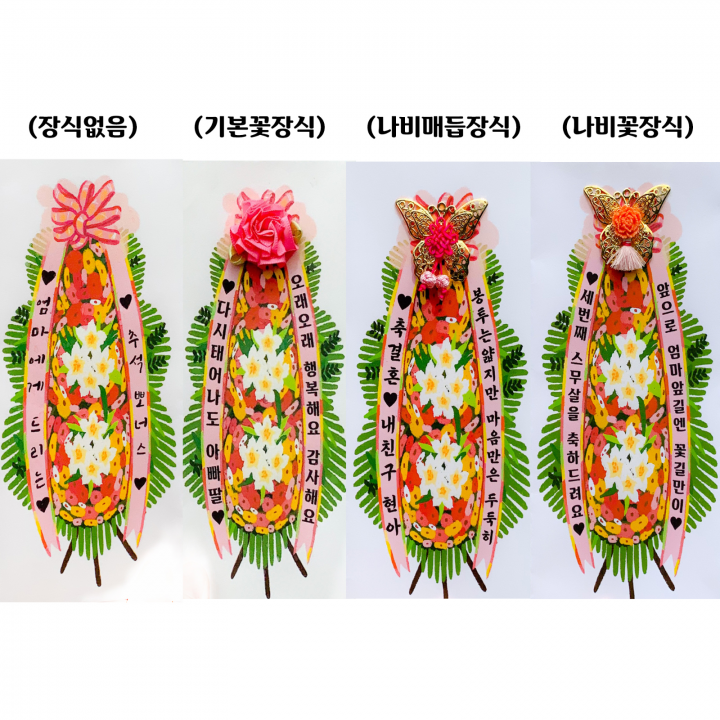 (장식없음)
(기본꽃장식)
(나비매듭장식)
(나비꽃장식)
♥엄마에게드리는
♥추석 뽀너스♥
♥다시태어나도 아빠딸♥
오래오래 행복해요 감사해요
♥축결혼♥내친구 현아
봉투는얇지만 마음만은 두둑히
♥세번째 스무살을 축하드려요♥
앞으로 엄마앞길엔 꽃길만이♥